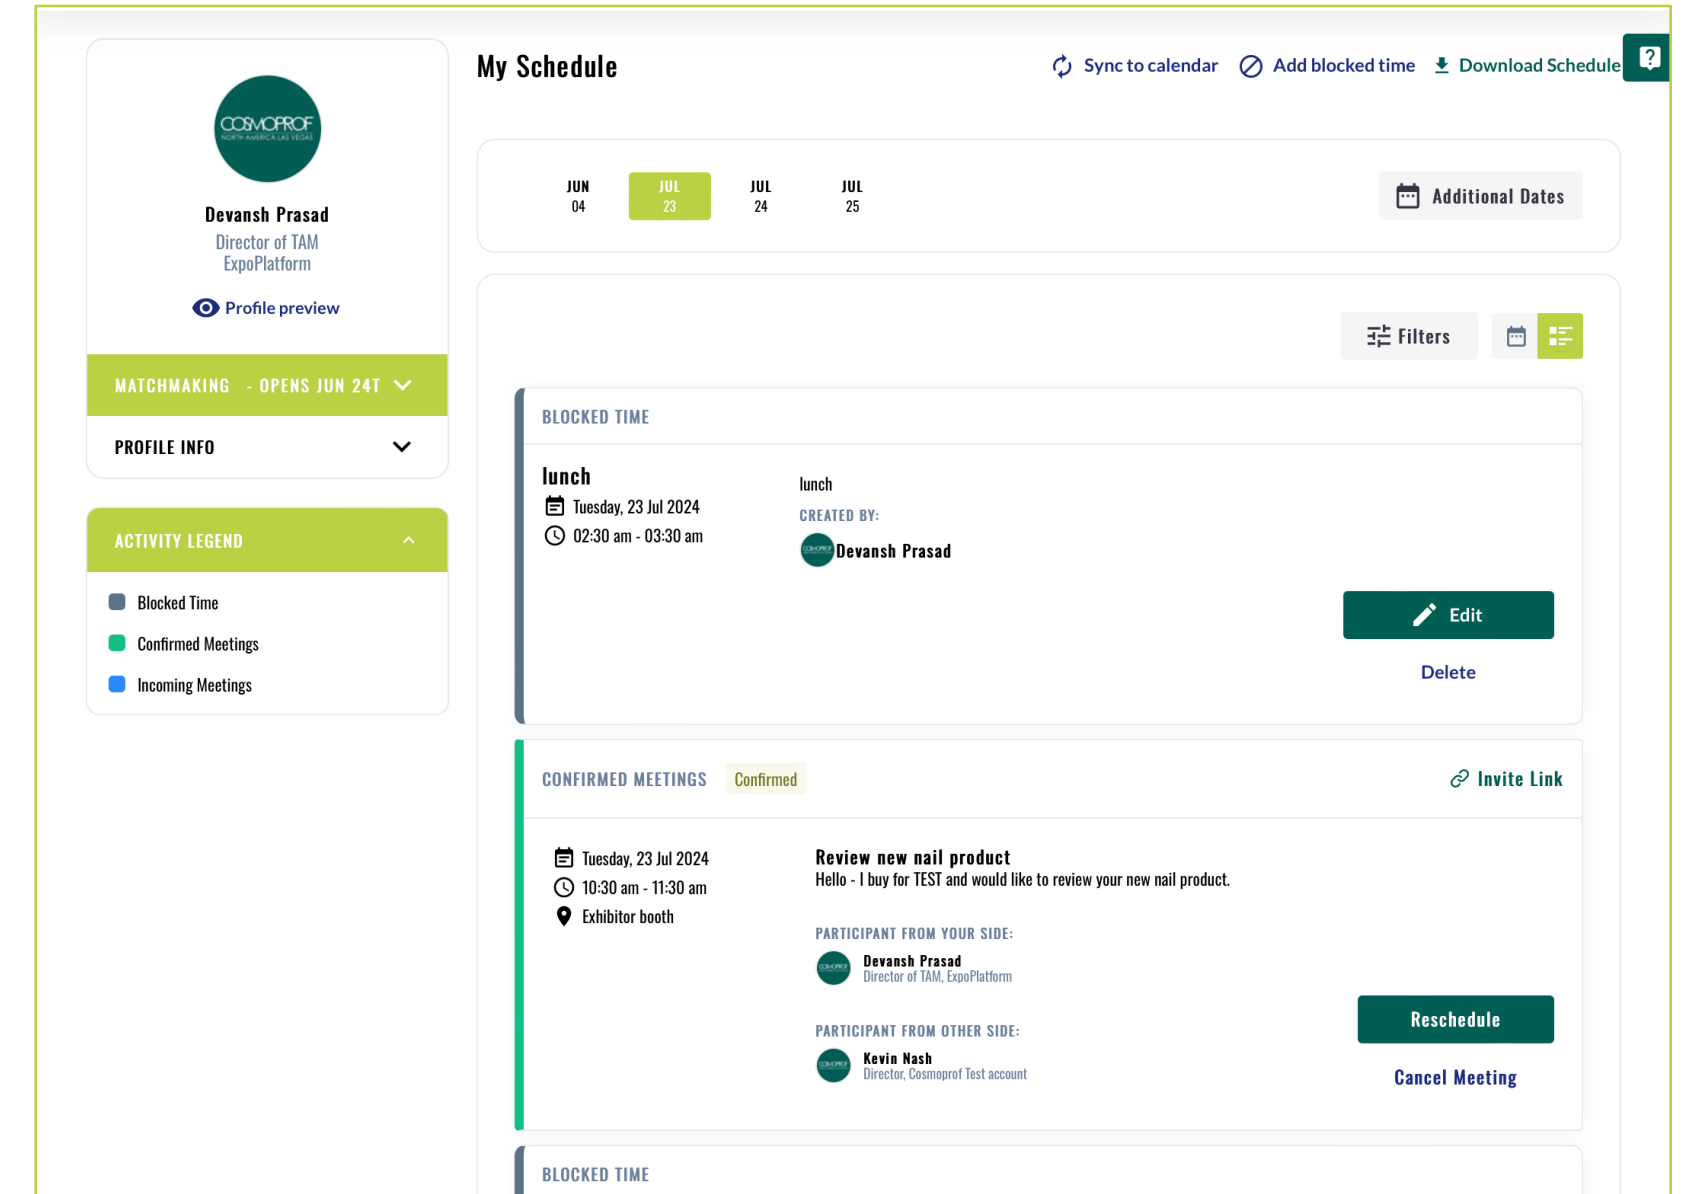 COSMOPROF
NORTH AMERICA LAS VEGAS
Devansh Prasad
Director of TAM
ExpoPlatform
Profile preview
MATCHMAKING - OPENS JUN 24T
PROFILE INFO
ACTIVITY LEGEND
Blocked Time
Confirmed Meetings
Incoming Meetings
My Schedule
Sync to calendar
Add blocked time
Download Schedule
JUN
04
JUL
23
JUL
24
JUL
25
Additional Dates
Filters
BLOCKED TIME
lunch
Tuesday, 23 Jul 2024
02:30 am - 03:30 am
lunch
CREATED BY:
Devansh Prasad
Edit
Delete
CONFIRMED MEETINGS
Confirmed
Invite Link
Tuesday, 23 Jul 2024
10:30 am - 11:30 am
Exhibitor booth
Review new nail product
Hello - I buy for TEST and would like to review your new nail product.
PARTICIPANT FROM YOUR SIDE:
Devansh Prasad
Director of TAM, ExpoPlatform
PARTICIPANT FROM OTHER SIDE:
Kevin Nash
Director, Cosmoprof Test account
Reschedule
Cancel Meeting
BLOCKED TIME